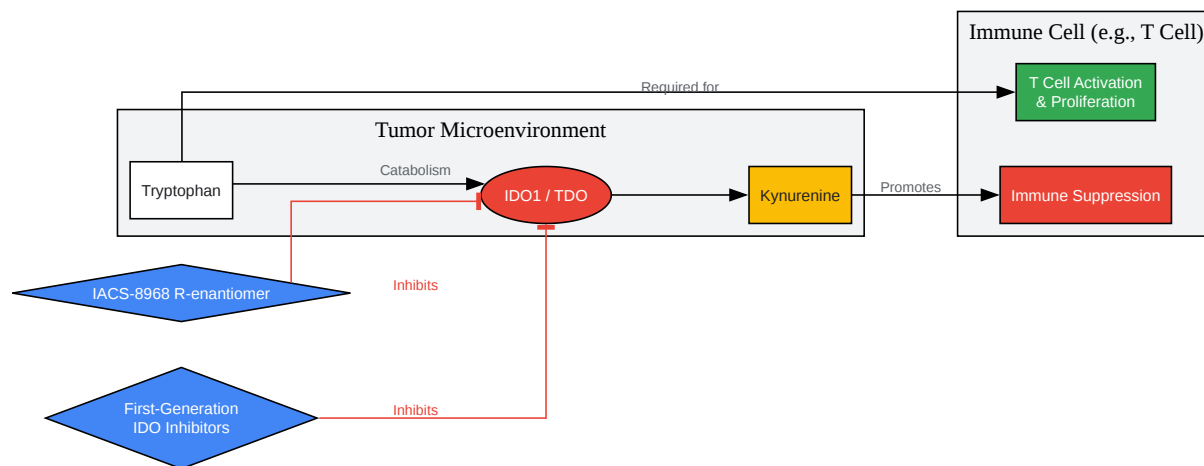 Immune Cell (e.g., T Cell)
T Cell Activation
& Proliferation
Required for
Tumor Microenvironment
Tryptophan
Catabolism
IDO1 / TDO
Kynurenine
Promotes
Immune Suppression
IACS-8968 R-enantiomer
Inhibits
First-Generation
IDO Inhibitors
Inhibits